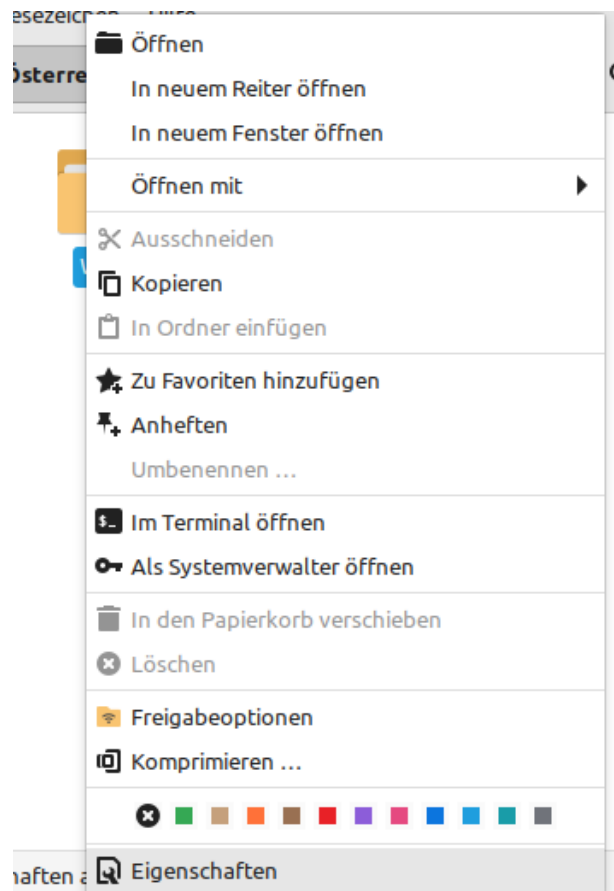 Öffnen
In neuem Reiter öffnen
In neuem Fenster öffnen
Öffnen mit
Ausschneiden
Kopieren
In Ordner einfügen
Zu Favoriten hinzufügen
Anheften
Umbenennen …
$_ Im Terminal öffnen
Als Systemverwalter öffnen
In den Papierkorb verschieben
Löschen
Freigabeoptionen
Komprimieren …
Eigenschaften